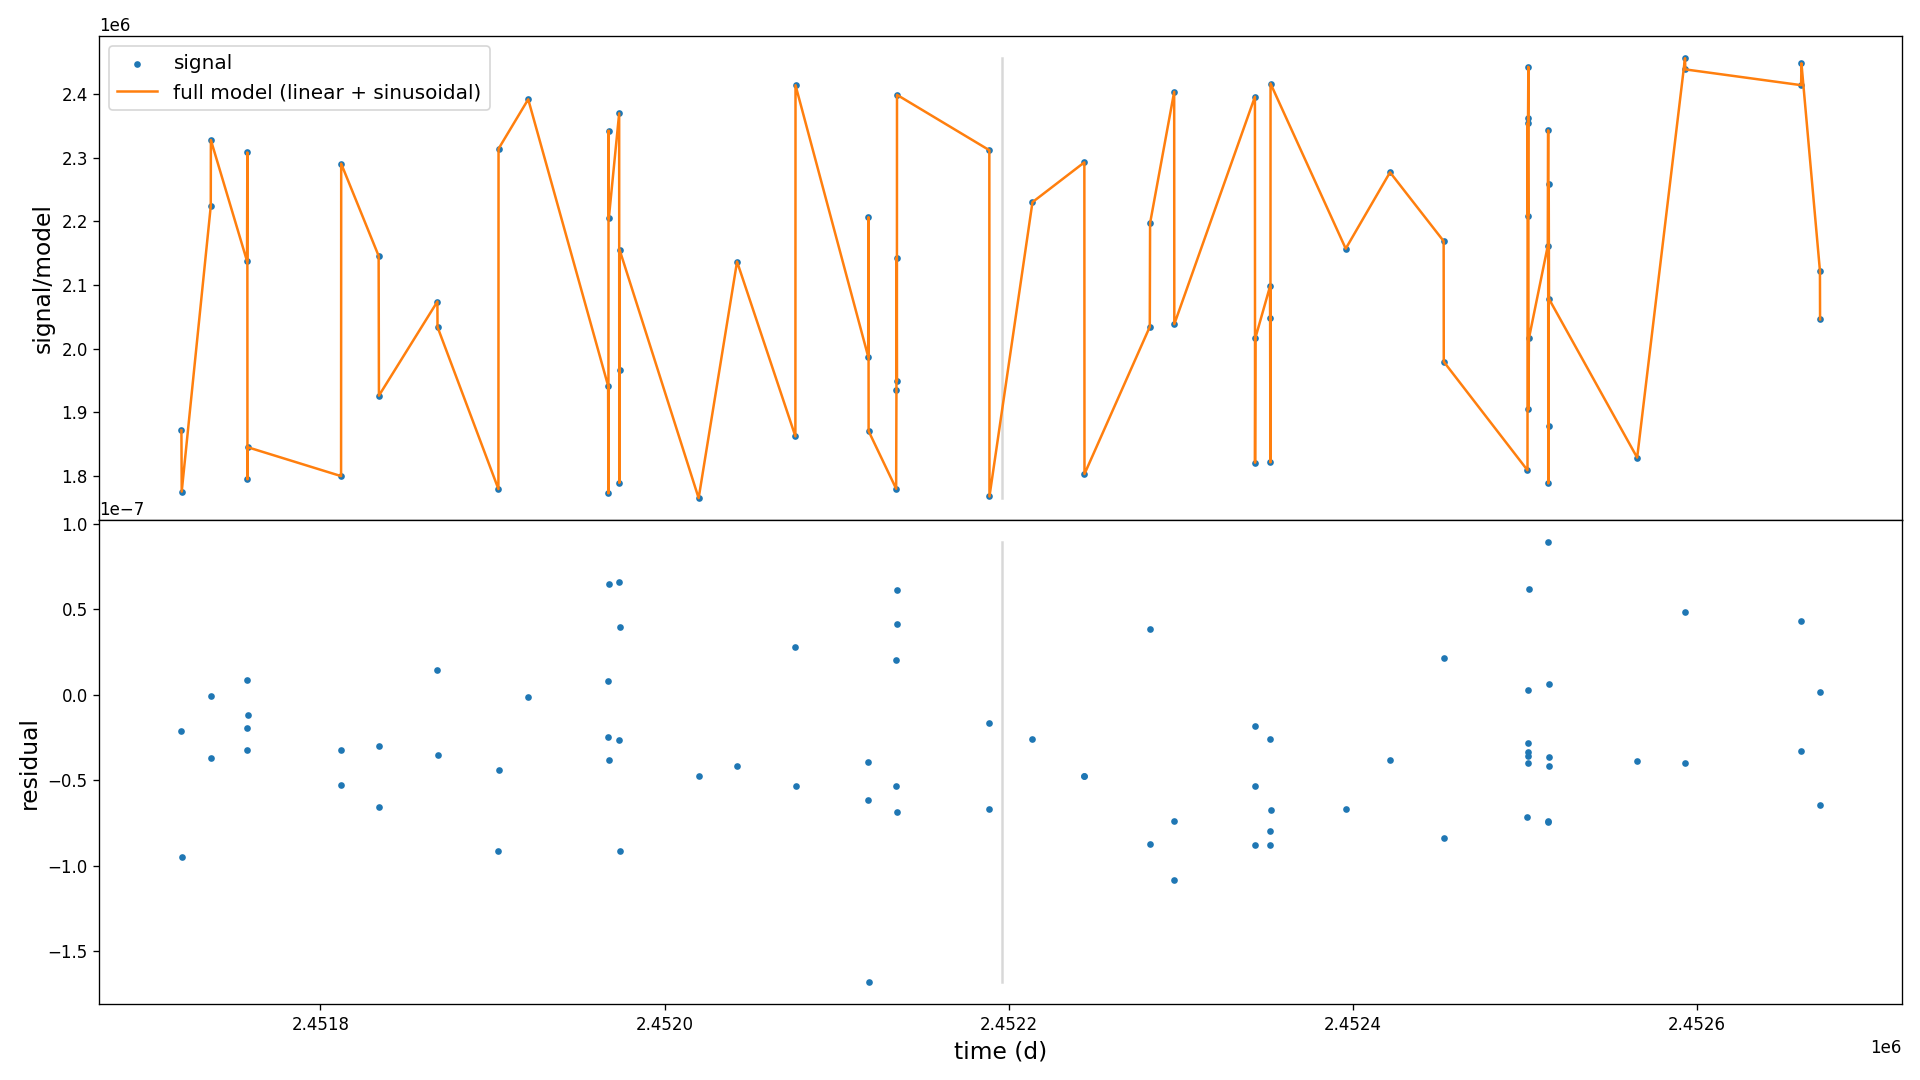 1e6
signal
full model (linear + sinusoidal)
2.4
2.3
2.2
2.1
2.0
1.9
1.8
signal/model
1e−7
1.0
0.5
0.0
−0.5
−1.0
−1.5
residual
2.4518
2.4520
2.4522
2.4524
2.4526
time (d)
1e6